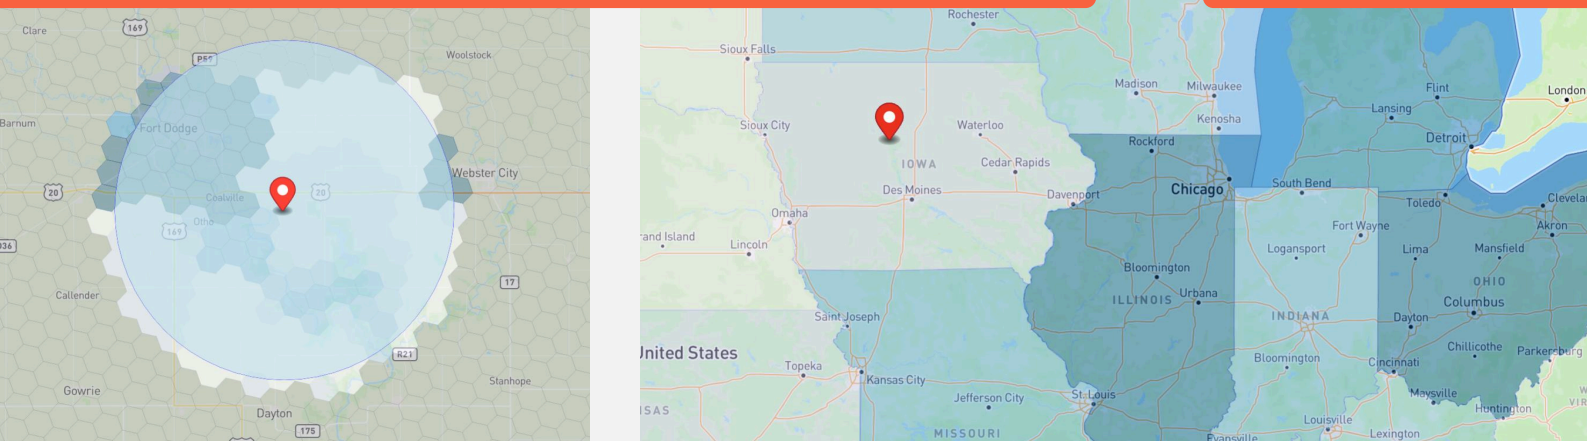 Clare
169
P59
Woolstock
Barnum
Fort Dodge
Webster City
20
Coalville
20
Otho
169
17
Callender
R21
Gowrie
Stanhope
Dayton
175
Rochester
Sioux Falls
Madison
Milwaukee
Flint
London
Lansing
Sioux City
Waterloo
Kenosha
Detroit
Rockford
IOWA
Cedar Rapids
Chicago
South Bend
Des Moines
Davenport
Toledo
Clevela
Omaha
Fort Wayne
Akron
and Island
Lincoln
Logansport
Lima
Mansfield
Bloomington
OHIO
ILLINOIS
Urbana
Columbus
Saint Joseph
INDIANA
Dayton
United States
Chillicothe
Parkersburg
Topeka
Kansas City
Bloomington
Cincinnati
Jefferson City
St. Louis
Maysville
Huntington
SAS
MISSOURI
Louisville
Evansville
Lexington